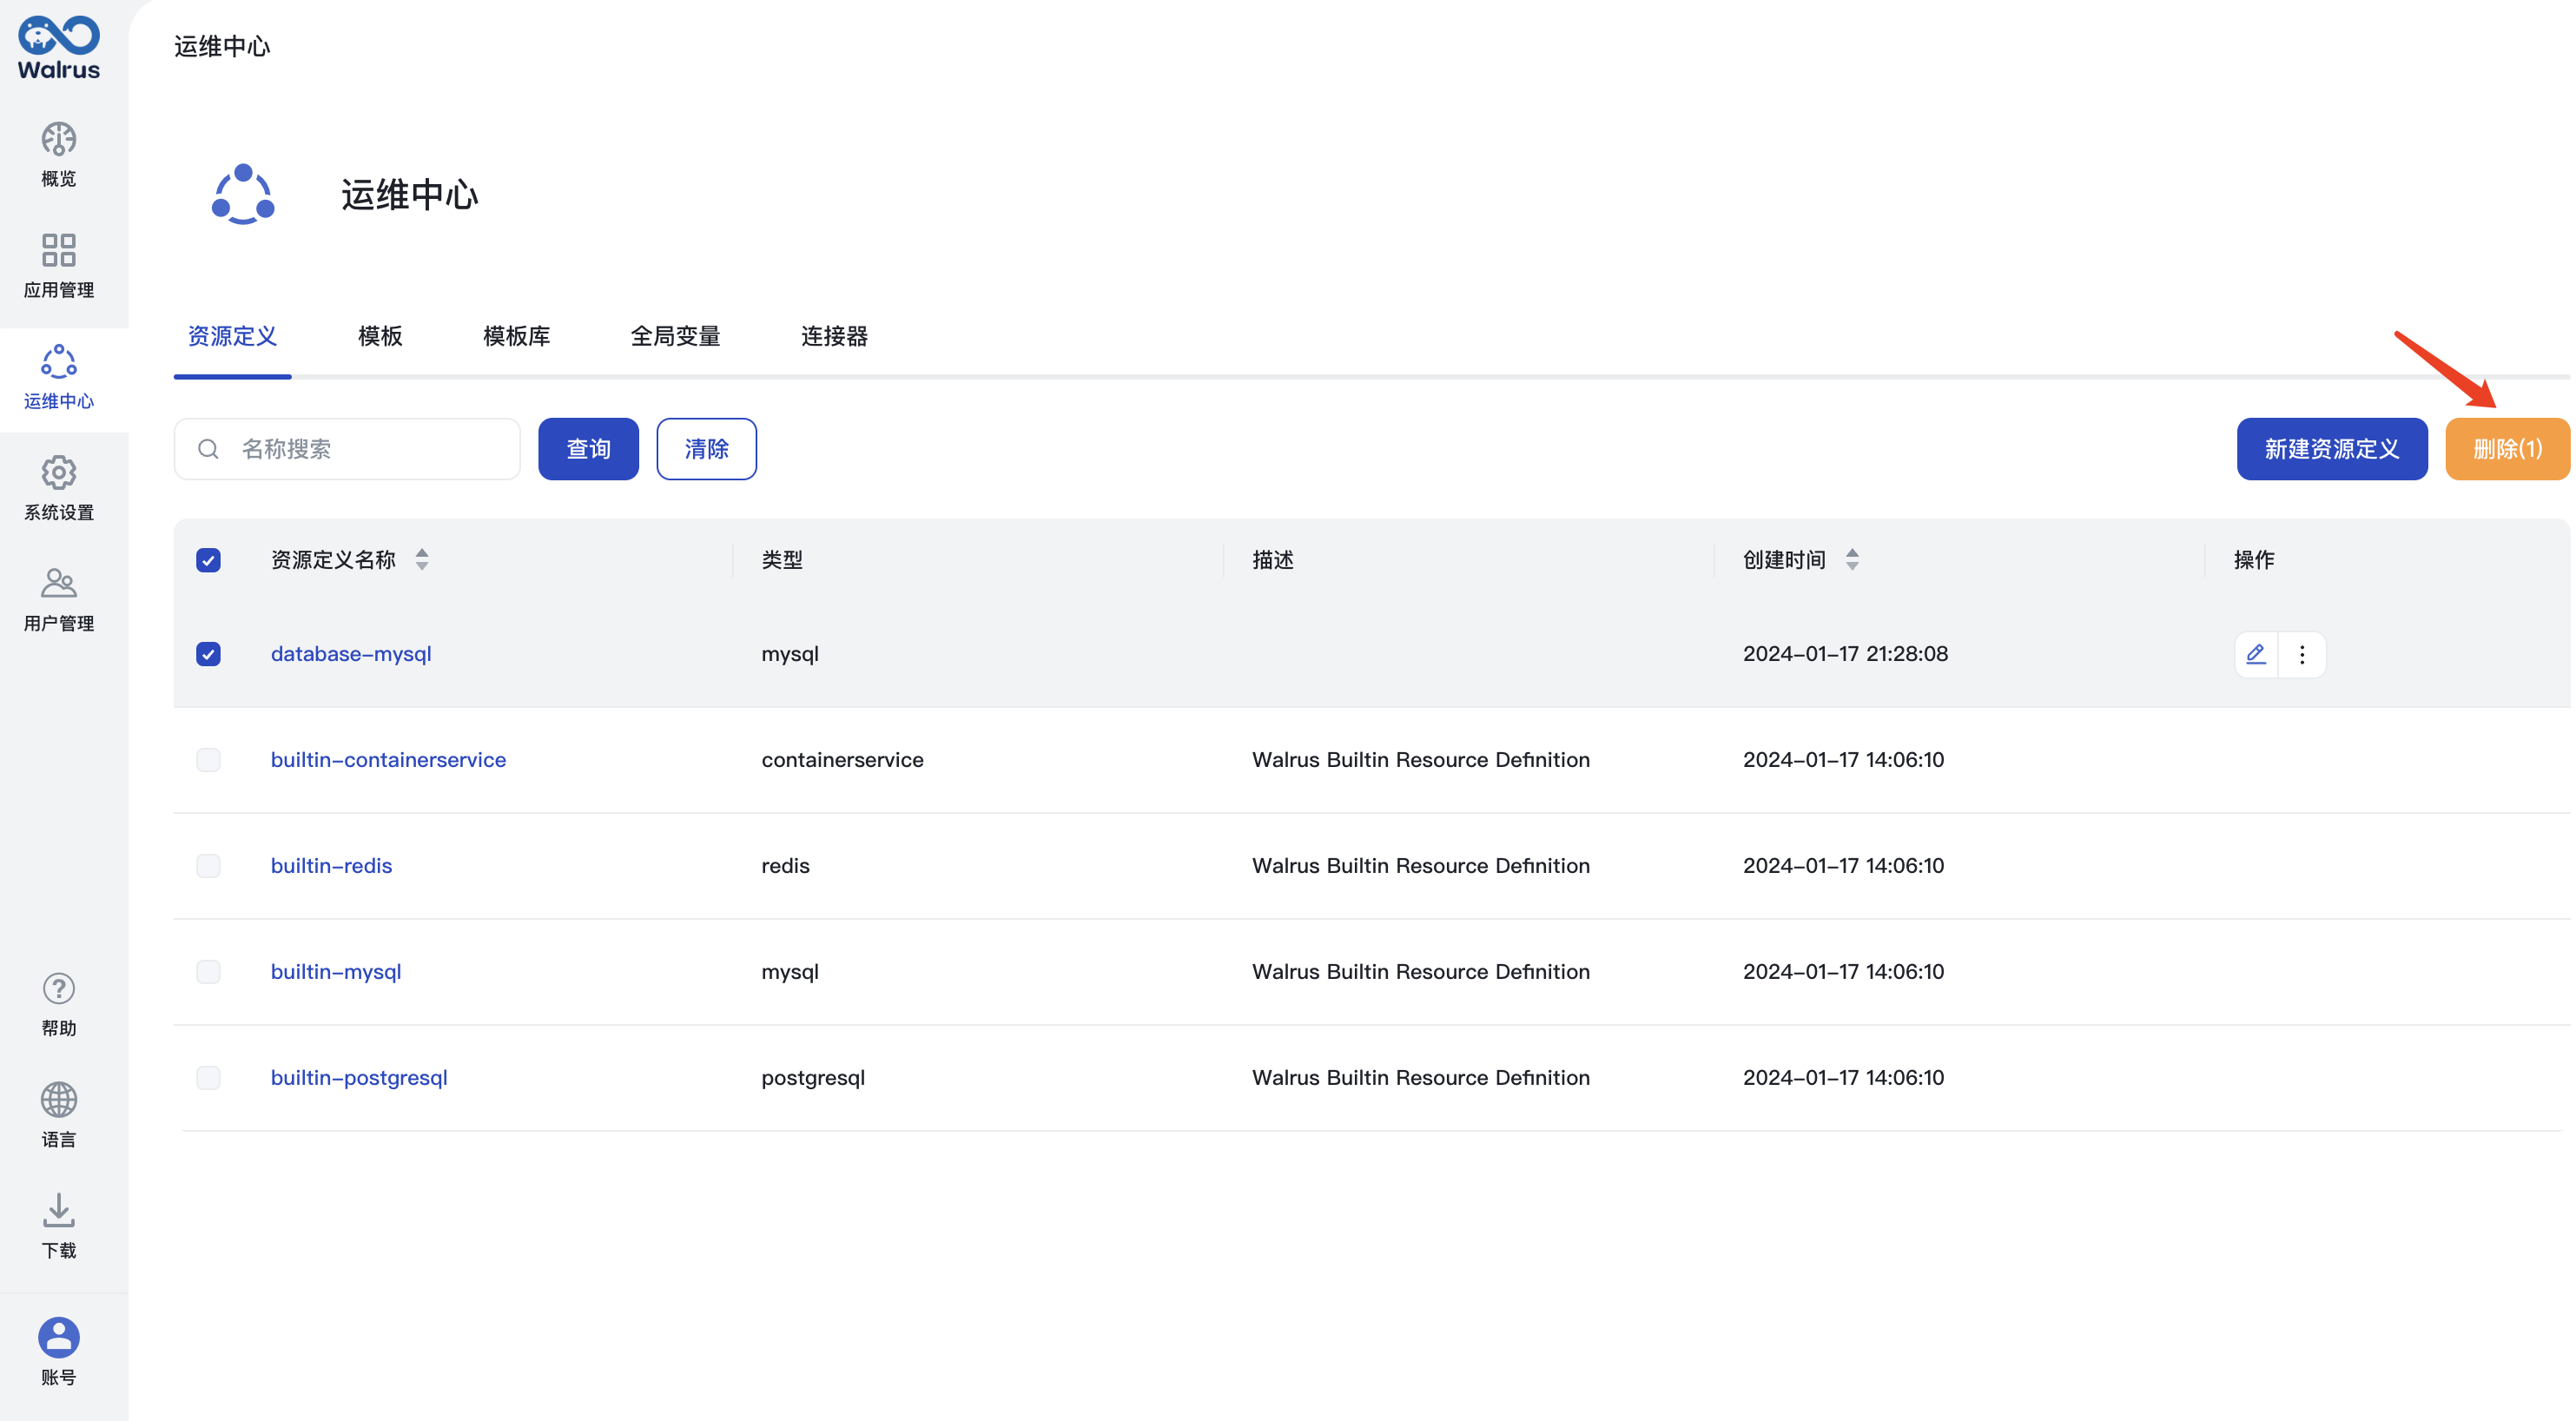 Walrus
概览
应用管理
运维中心
系统设置
用户管理
帮助
语言
下载
账号
运维中心
运维中心
资源定义 模板 模板库 全局变量 连接器
名称搜索 查询 清除 新建资源定义 删除(1)
资源定义名称 类型 描述 创建时间 操作
database-mysql mysql 2024-01-17 21:28:08
builtin-containerservice containerservice Walrus Builtin Resource Definition 2024-01-17 14:06:10
builtin-redis redis Walrus Builtin Resource Definition 2024-01-17 14:06:10
builtin-mysql mysql Walrus Builtin Resource Definition 2024-01-17 14:06:10
builtin-postgresql postgresql Walrus Builtin Resource Definition 2024-01-17 14:06:10